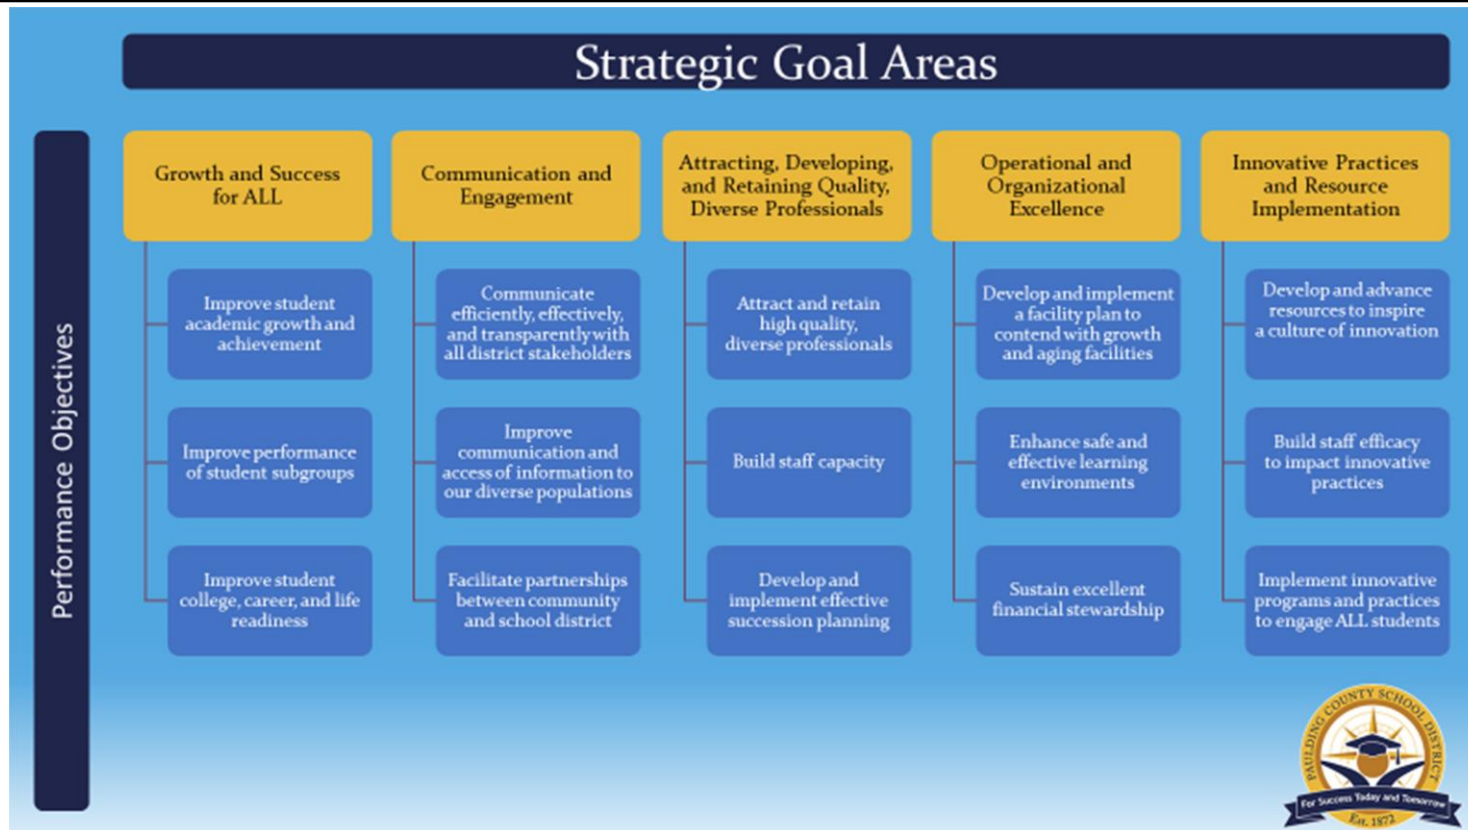 Strategic Goal Areas
Performance Objectives
Growth and Success
for ALL
Improve student
academic growth and
achievement
Improve performance
of student subgroups
Improve student
college, career, and life
readiness
Communication and
Engagement
Communicate
efficiently, effectively,
and transparently with
all district stakeholders
Improve
communication and
access of information to
our diverse populations
Facilitate partnerships
between community
and school district
Attracting, Developing,
and Retaining Quality,
Diverse Professionals
Attract and retain
high quality,
diverse professionals
Build staff capacity
Develop and
implement effective
succession planning
Operational and
Organizational
Excellence
Develop and implement
a facility plan to
contend with growth
and aging facilities
Enhance safe and
effective learning
environments
Sustain excellent
financial stewardship
Innovative Practices
and Resource
Implementation
Develop and advance
resources to inspire
a culture of innovation
Build staff efficacy
to impact innovative
practices
Implement innovative
programs and practices
to engage ALL students
PAULDING COUNTY SCHOOL DISTRICT
For Success Today and Tomorrow
Est. 1872